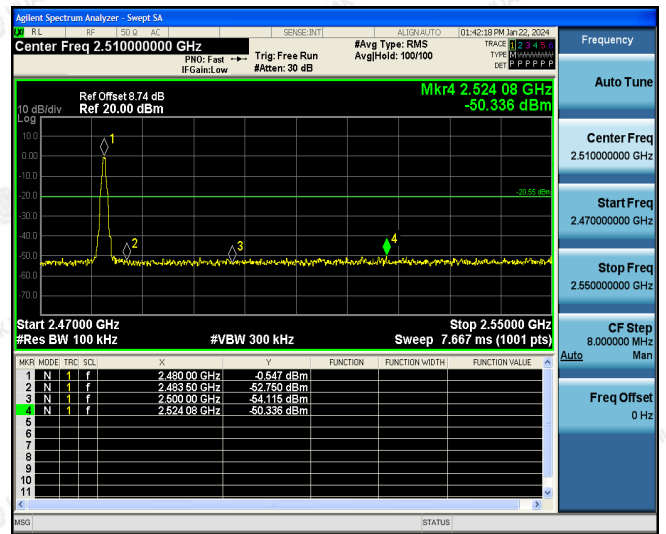 Agilent Spectrum Analyzer - Swept SA
RL RF 50 Ω AC SENSE:INT ALIGN AUTO 01:42:18 PM Jan 22, 2024
Center Freq 2.510000000 GHz
PNO: Fast
IFGain:Low
Trig: Free Run
#Atten: 30 dB
#Avg Type: RMS
Avg|Hold: 100/100
TRACE 1 2 3 4 5 6
TYPE M
DET P P P P P P
Mkr4 2.524 08 GHz
-50.336 dBm
Ref Offset 8.74 dB
Ref 20.00 dBm
10 dB/div
Log
10.0
0.00
-10.0
-20.0
-30.0
-40.0
-50.0
-60.0
-70.0
1
2
3
4
-20.55 dBm
Start 2.47000 GHz
Stop 2.55000 GHz
#Res BW 100 kHz
#VBW 300 kHz
Sweep 7.667 ms (1001 pts)
MKR MODE TRC SCL X Y FUNCTION FUNCTION WIDTH FUNCTION VALUE
1 N 1 f 2.480 00 GHz -0.547 dBm
2 N 1 f 2.483 50 GHz -52.750 dBm
3 N 1 f 2.500 00 GHz -54.115 dBm
4 N 1 f 2.524 08 GHz -50.336 dBm
5
6
7
8
9
10
11
MSG STATUS
Frequency
Auto Tune
Center Freq
2.510000000 GHz
Start Freq
2.470000000 GHz
Stop Freq
2.550000000 GHz
CF Step
8.000000 MHz
Auto Man
Freq Offset
0 Hz